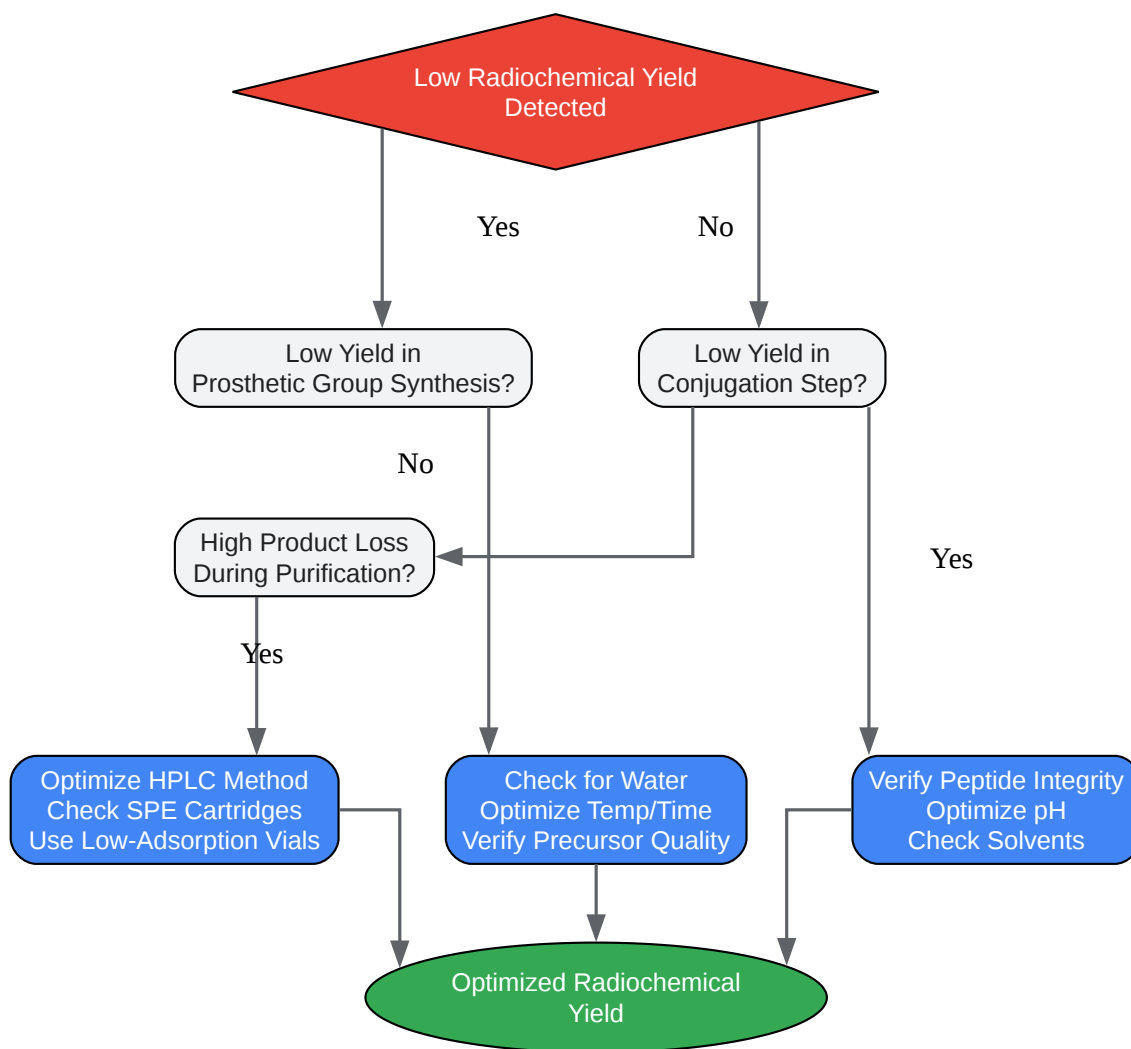 Low Radiochemical Yield
Detected
Yes
No
Low Yield in
Prosthetic Group Synthesis?
Low Yield in
Conjugation Step?
No
High Product Loss
During Purification?
Yes
Yes
Optimize HPLC Method
Check SPE Cartridges
Use Low-Adsorption Vials
Check for Water
Optimize Temp/Time
Verify Precursor Quality
Verify Peptide Integrity
Optimize pH
Check Solvents
Optimized Radiochemical
Yield